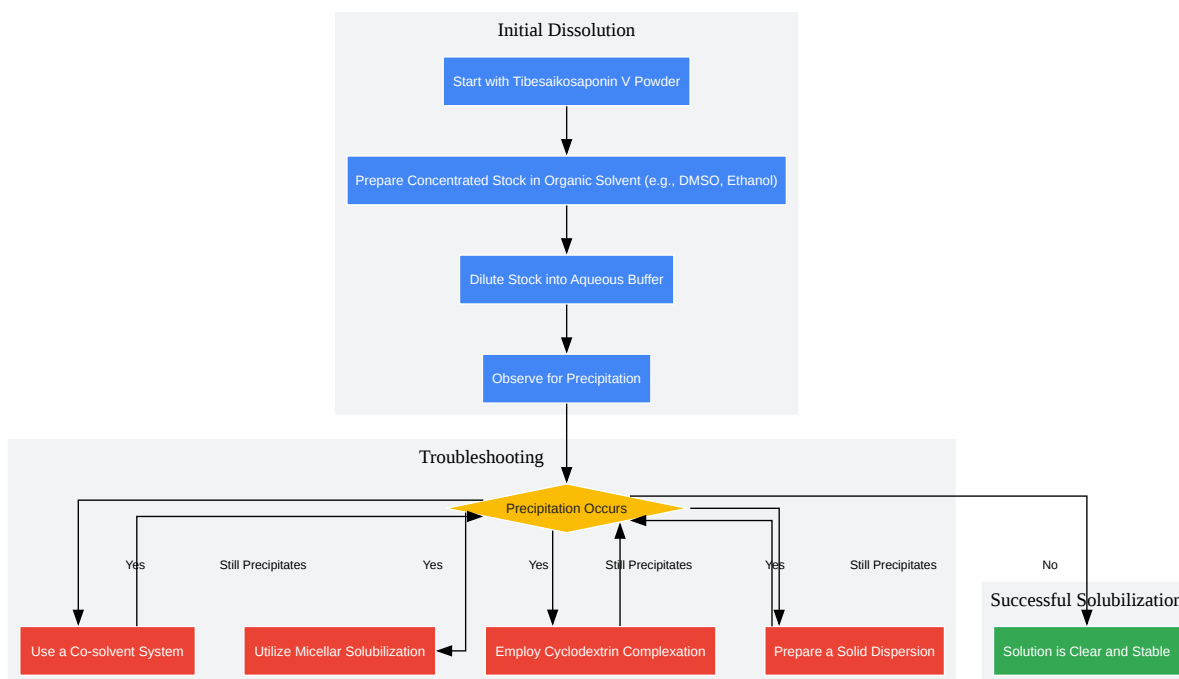 Initial Dissolution
Start with Tibesaikosaponin V Powder
Prepare Concentrated Stock in Organic Solvent (e.g., DMSO, Ethanol)
Dilute Stock into Aqueous Buffer
Observe for Precipitation
Troubleshooting
Precipitation Occurs
Yes
Still Precipitates
Yes
Yes
Still Precipitates
Yes
Still Precipitates
No
Successful Solubilization
Use a Co-solvent System
Utilize Micellar Solubilization
Employ Cyclodextrin Complexation
Prepare a Solid Dispersion
Solution is Clear and Stable